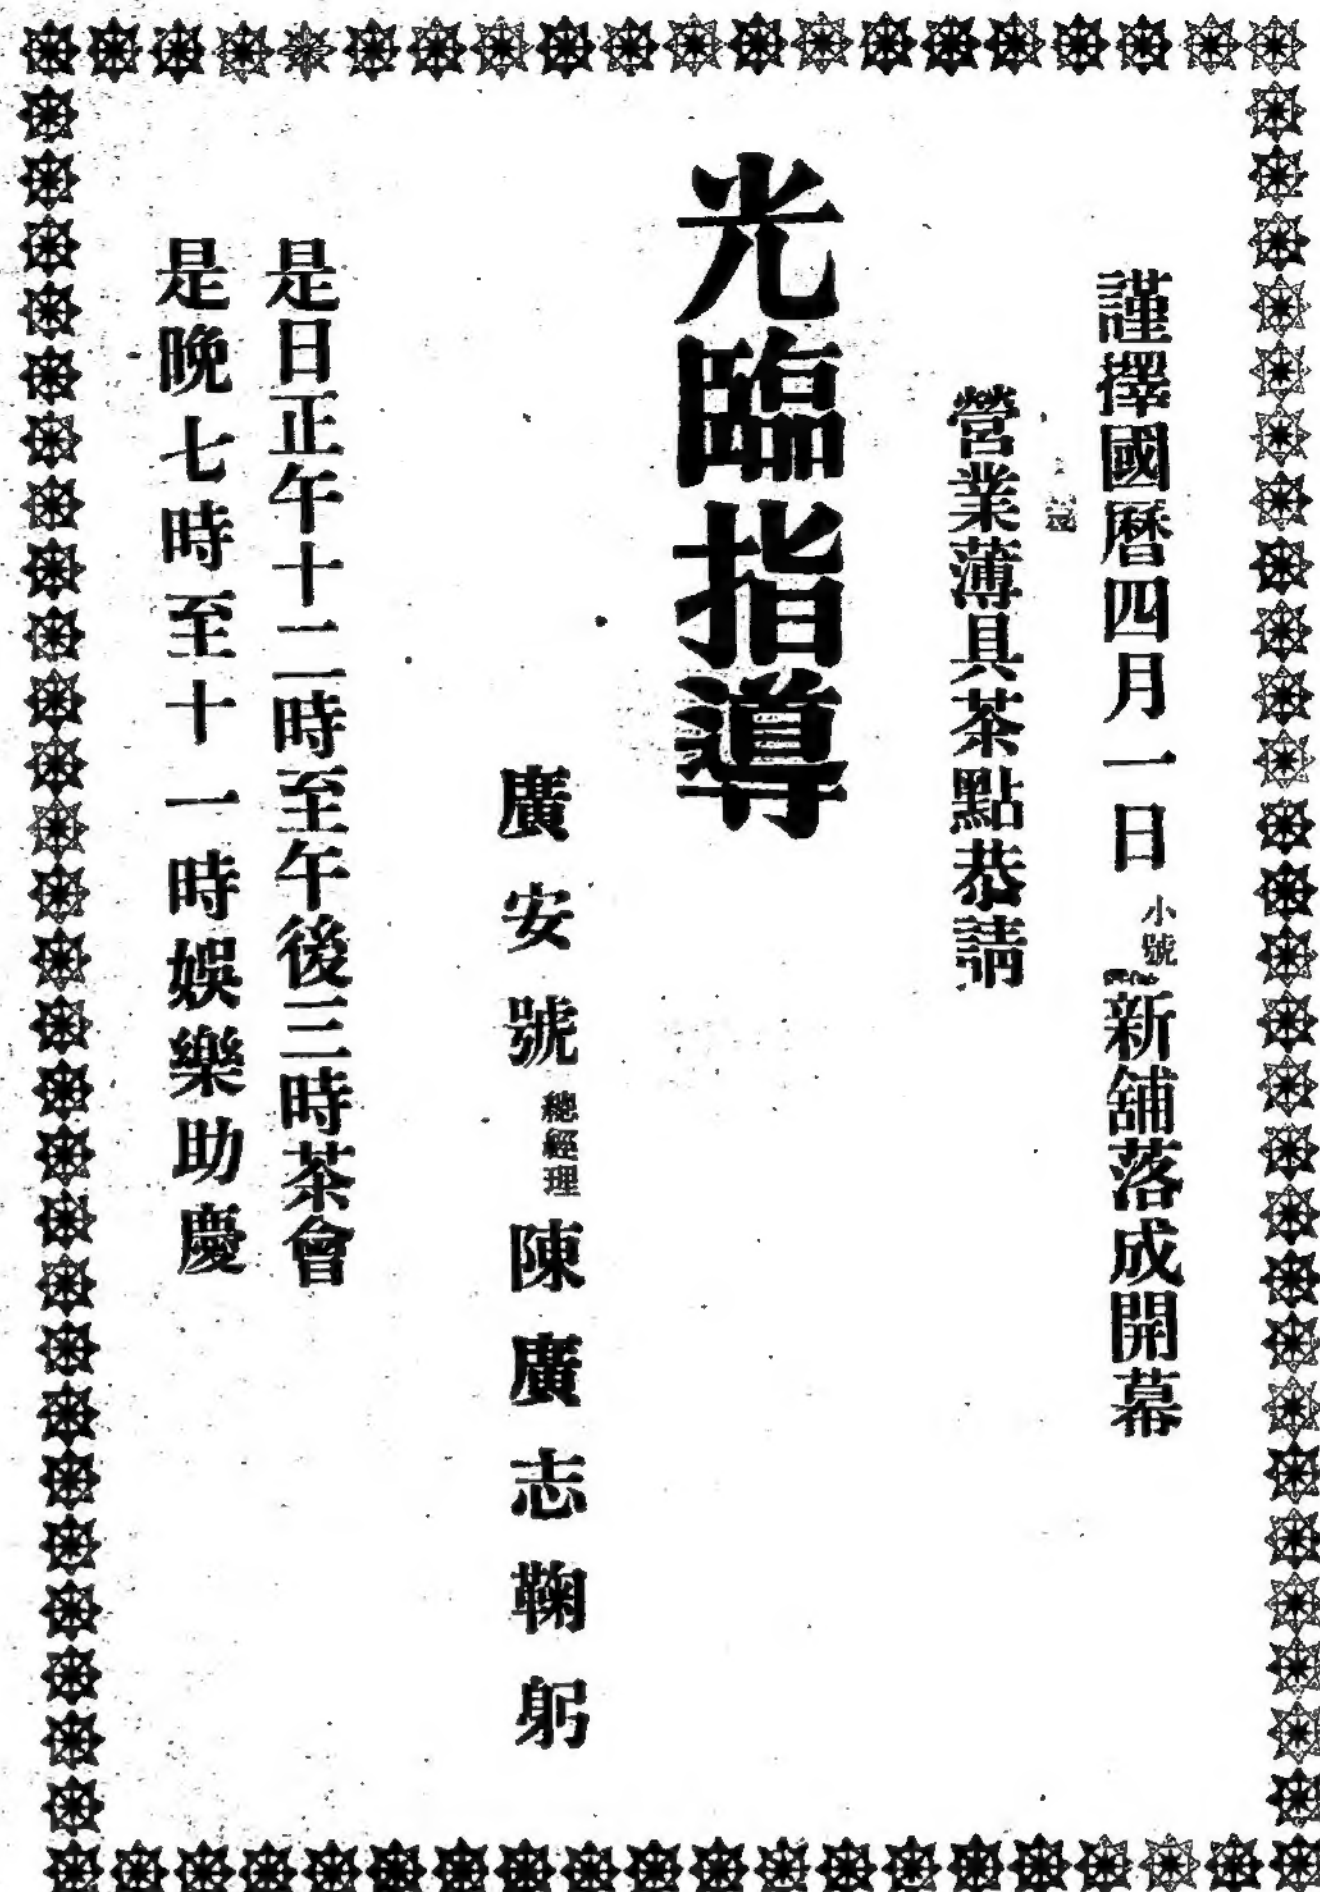 謹擇國曆四月一日小號新舖落成開幕
營業薄具茶點恭請
光臨指導
廣安號總經理陳廣志鞠躬
是日正午十二時至午後三時茶會
是晚七時至十一時娛樂助慶